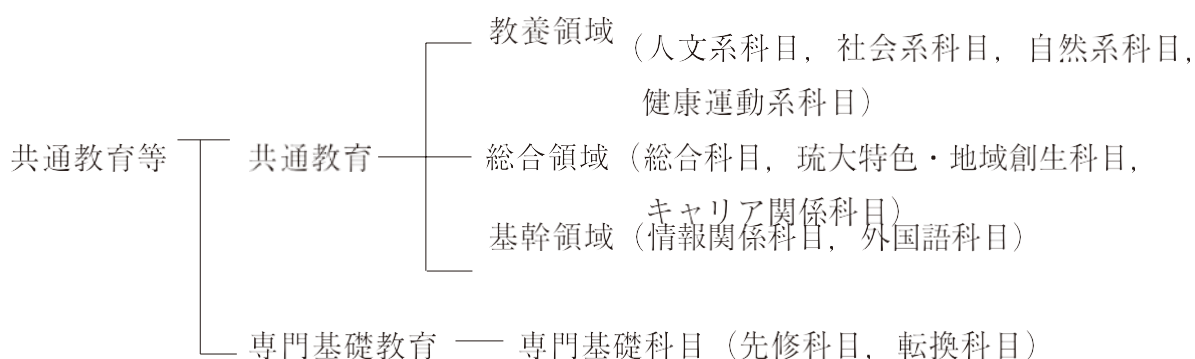 教養領域(人文系科目，社会系科目，自然系科目，
健康運動系科目)
共通教育等 共通教育 総合領域(総合科目，琉大特色・地域創生科目，
キャリア関係科目)
基幹領域(情報関係科目，外国語科目)
専門基礎教育 専門基礎科目(先修科目，転換科目)